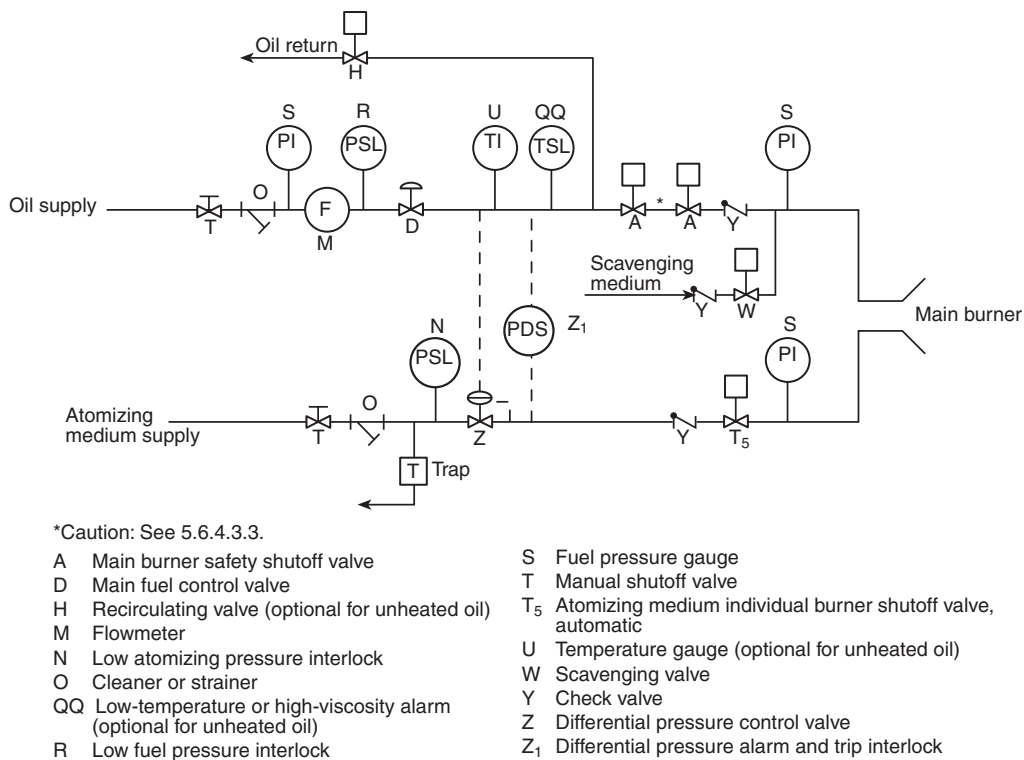 H
Oil return
S
PI
R
PSL
U
TI
QQ
TSL
S
PI
Oil supply
T
O
F
M
D
A
*
A
Y
Scavenging
medium
Y
W
Main burner
N
PSL
PDS
Z₁
S
PI
Atomizing
medium supply
T
O
Z
Y
T₅
T
Trap
*Caution: See 5.6.4.3.3.
A Main burner safety shutoff valve
D Main fuel control valve
H Recirculating valve (optional for unheated oil)
M Flowmeter
N Low atomizing pressure interlock
O Cleaner or strainer
QQ Low-temperature or high-viscosity alarm
(optional for unheated oil)
R Low fuel pressure interlock
S Fuel pressure gauge
T Manual shutoff valve
T₅ Atomizing medium individual burner shutoff valve,
automatic
U Temperature gauge (optional for unheated oil)
W Scavenging valve
Y Check valve
Z Differential pressure control valve
Z₁ Differential pressure alarm and trip interlock